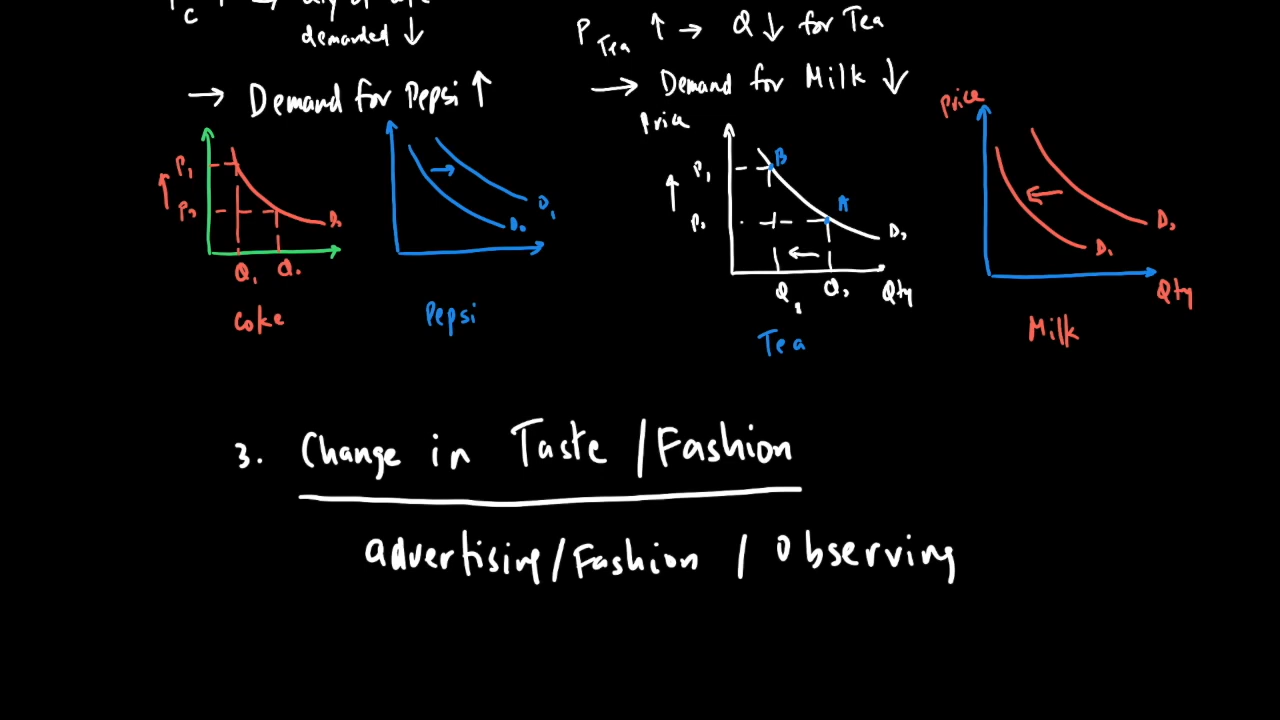 demanded ↓
→ Demand for Pepsi ↑
P₁
P₀
D₀
Q₁ Q₀
Coke
D₁
D₀
Pepsi
P Tea ↑ → Q ↓ for Tea
→ Demand for Milk ↓
Price
P₁
P₀
B
A
D₀
Q₁ Q₀ Qty
Tea
Price
D₀
D₁
Qty
Milk
3. Change in Taste / Fashion
advertising / Fashion / Observing